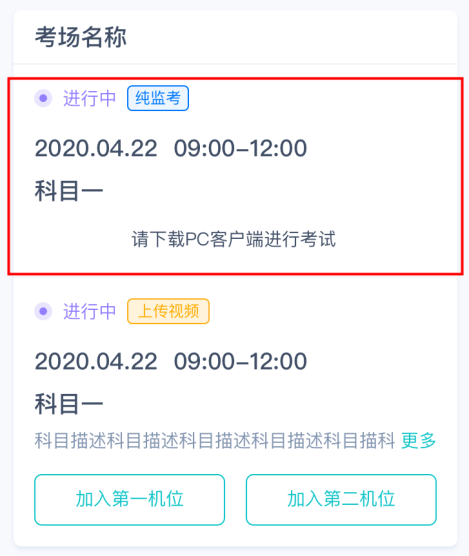 考场名称
进行中 纯监考
2020.04.22 09:00-12:00
科目一
请下载PC客户端进行考试
进行中 上传视频
2020.04.22 09:00-12:00
科目一
科目描述科目描述科目描述科目描述科目描科 更多
加入第一机位 加入第二机位